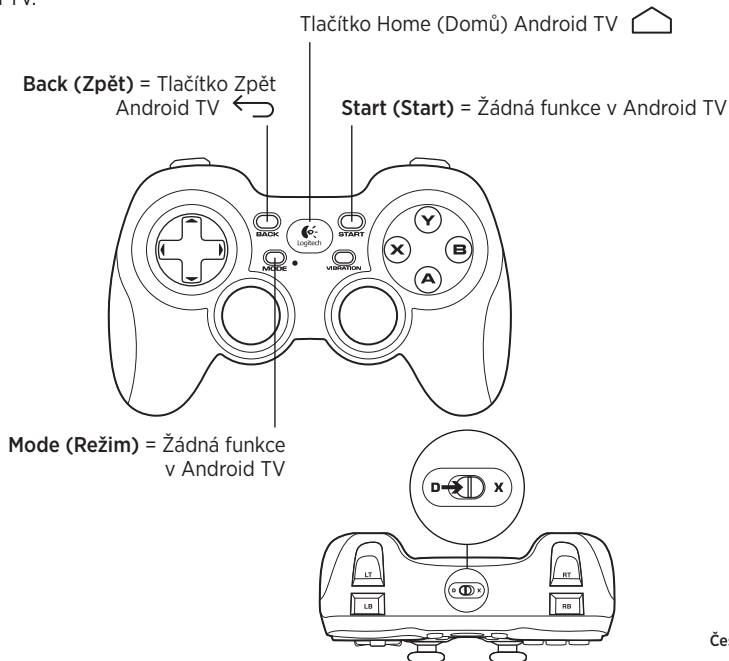 TV.
Tlačítko Home (Domů) Android TV
Back (Zpět) = Tlačítko Zpět
Android TV
Start (Start) = Žádná funkce v Android TV
BACK
Logitech
START
MODE
VIBRATION
Y
X
B
A
Mode (Režim) = Žádná funkce
v Android TV
D X
LT
RT
D X
LB
RB